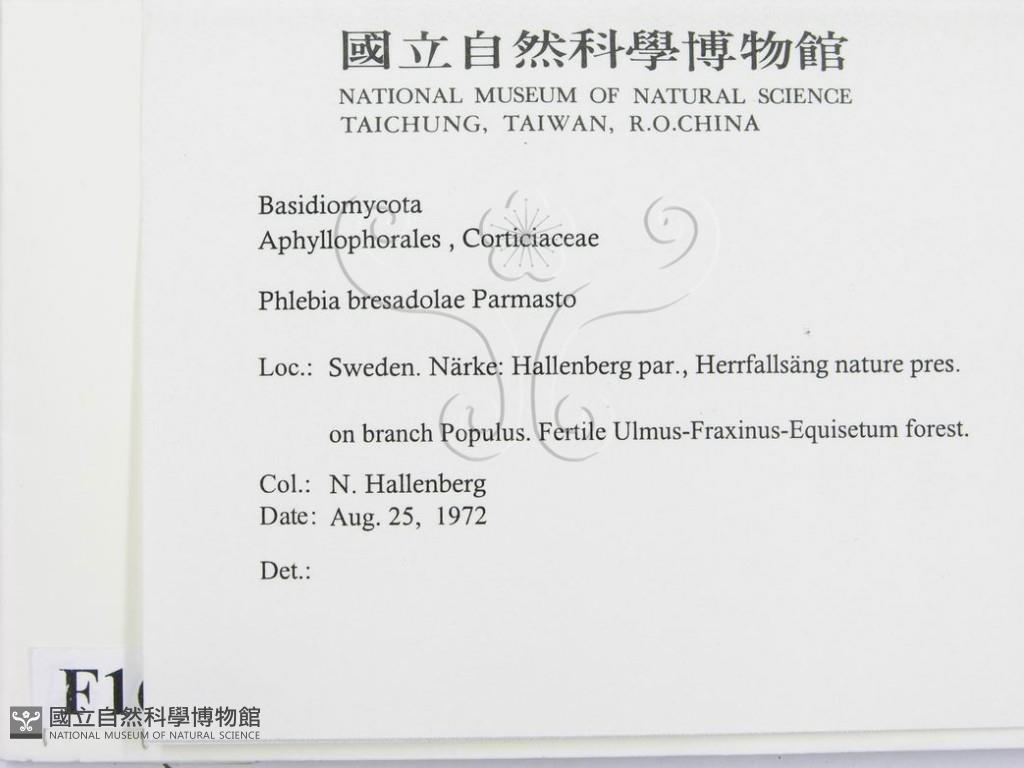 國立自然科學博物館
NATIONAL MUSEUM OF NATURAL SCIENCE
TAICHUNG, TAIWAN, R.O.CHINA
Basidiomycota
Aphyllophorales , Corticiaceae
Phlebia bresadolae Parmasto
Loc.: Sweden. Närke: Hallenberg par., Herrfallsäng nature pres.
on branch Populus. Fertile Ulmus-Fraxinus-Equisetum forest.
Col.: N. Hallenberg
Date: Aug. 25, 1972
Det.:
國立自然科學博物館
NATIONAL MUSEUM OF NATURAL SCIENCE